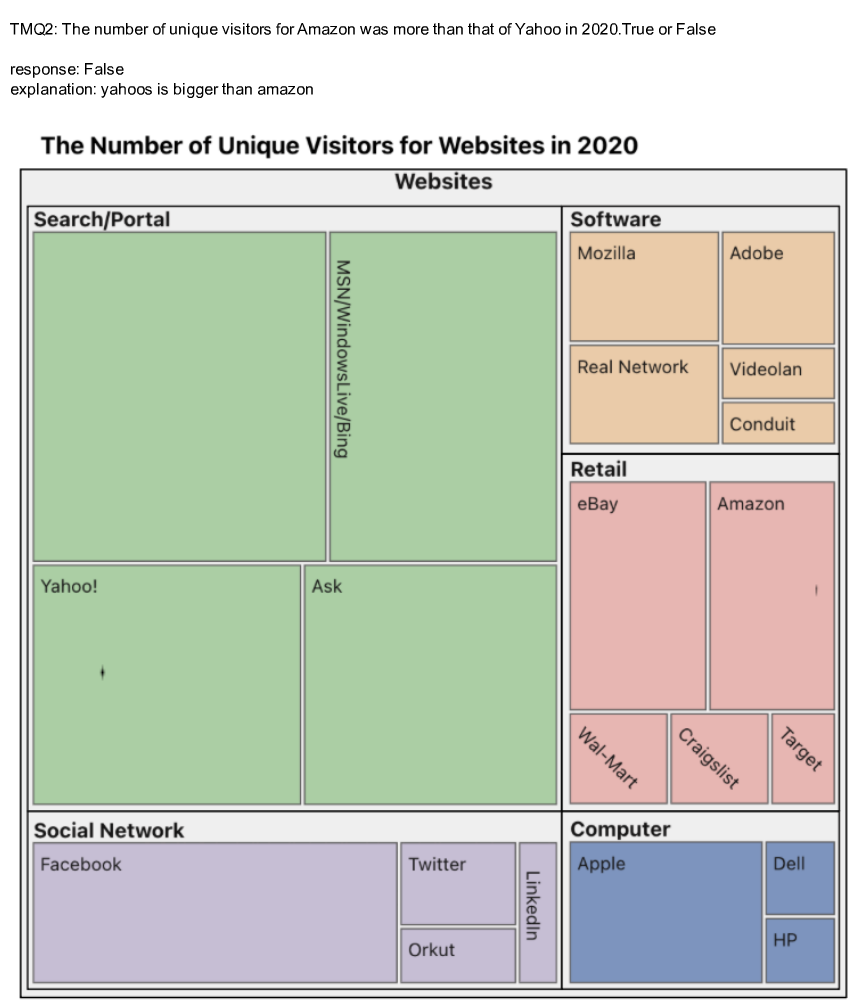 TMQ2: The number of unique visitors for Amazon was more than that of Yahoo in 2020.True or False
response: False
explanation: yahoos is bigger than amazon
The Number of Unique Visitors for Websites in 2020
Websites
Search/Portal
MSN/WindowsLive/Bing
Yahoo!
Ask
Social Network
Facebook
Twitter
Orkut
LinkedIn
Software
Mozilla
Adobe
Real Network
Videolan
Conduit
Retail
eBay
Amazon
Wal-Mart
Craigslist
Target
Computer
Apple
Dell
HP